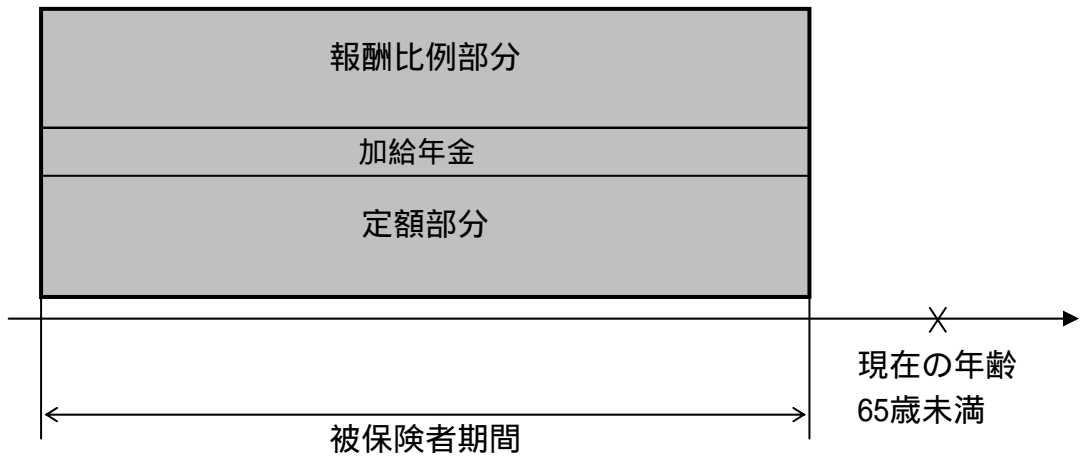 報酬比例部分
加給年金
定額部分
現在の年齢
65歳未満
被保険者期間